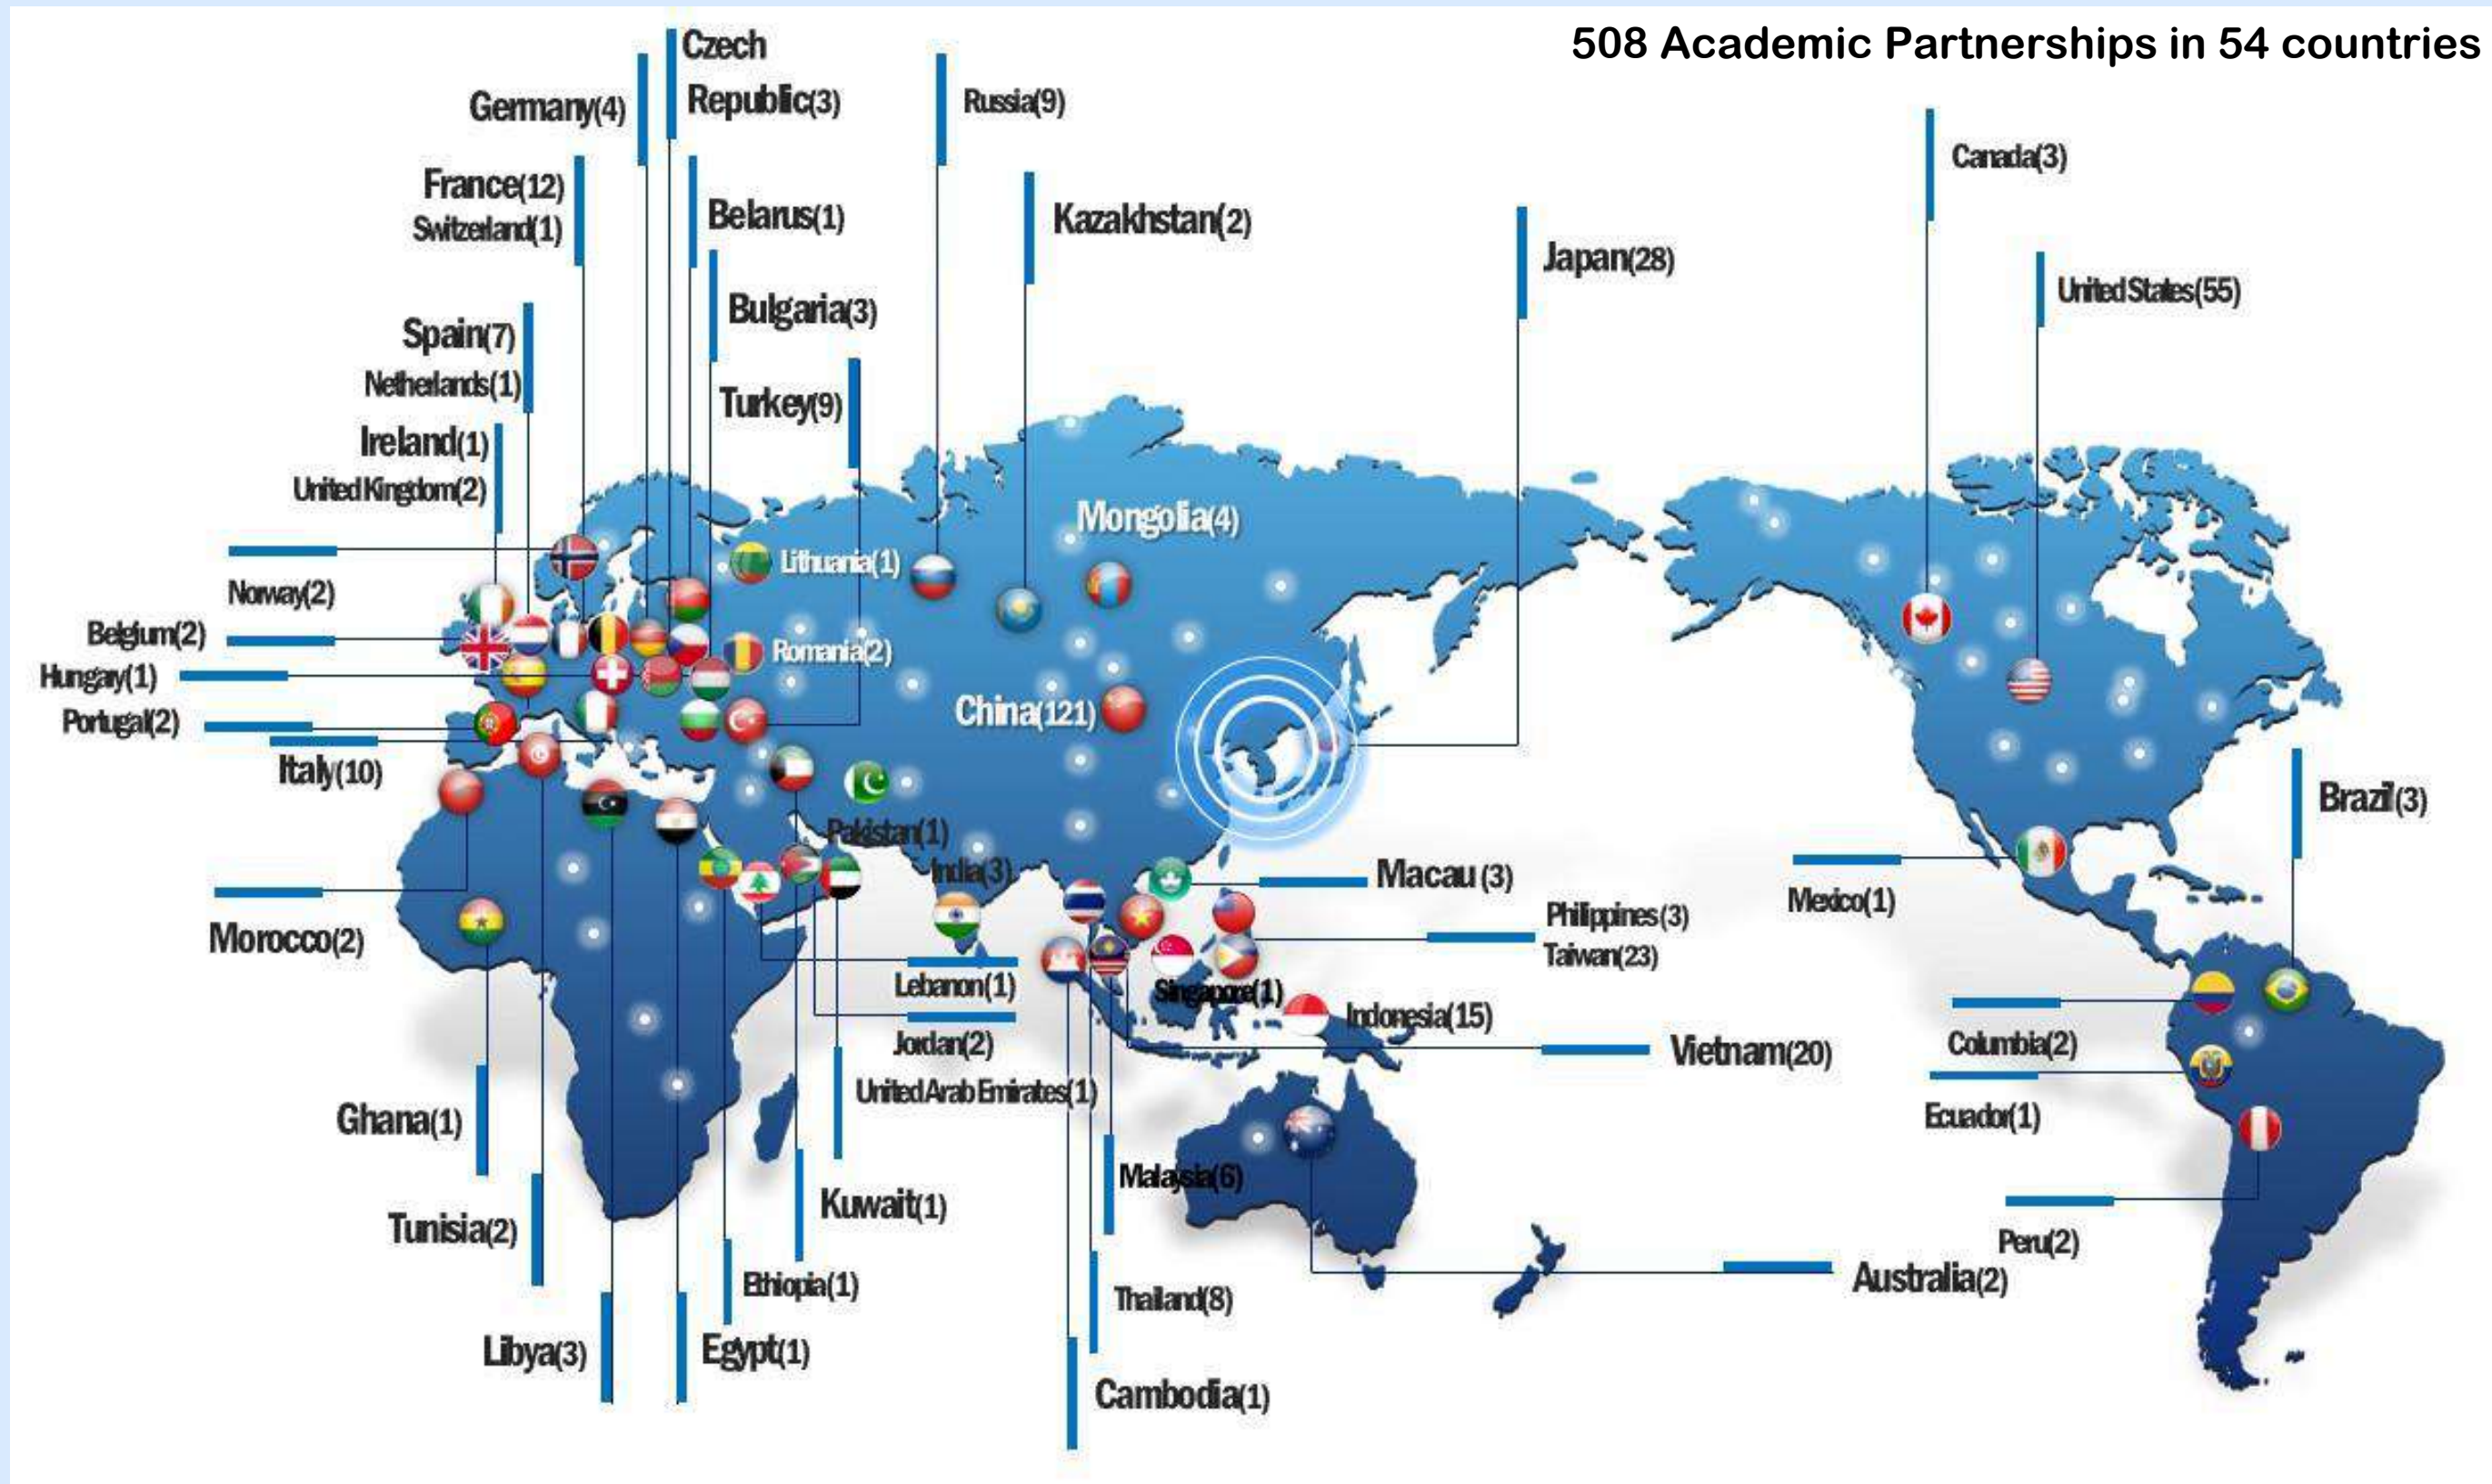 508 Academic Partnerships in 54 countries
Czech
Republic(3)
Germany(4)
Russia(9)
Canada(3)
France(12)
Switzerland(1)
Belarus(1)
Kazakhstan(2)
Japan(28)
United States(55)
Bulgaria(3)
Spain(7)
Netherlands(1)
Turkey(9)
Ireland(1)
United Kingdom(2)
Mongolia(4)
Lithuania(1)
Norway(2)
Belgium(2)
Romania(2)
Hungary(1)
China(121)
Portugal(2)
Italy(10)
Brazil(3)
Pakistan(1)
India(3)
Macau (3)
Mexico(1)
Philippines(3)
Morocco(2)
Taiwan(23)
Lebanon(1)
Singapore(1)
Indonesia(15)
Jordan(2)
Vietnam(20)
Columbia(2)
United Arab Emirates(1)
Ghana(1)
Ecuador(1)
Malaysia(6)
Kuwait(1)
Tunisia(2)
Peru(2)
Ethiopia(1)
Australia(2)
Thailand(8)
Libya(3)
Egypt(1)
Cambodia(1)